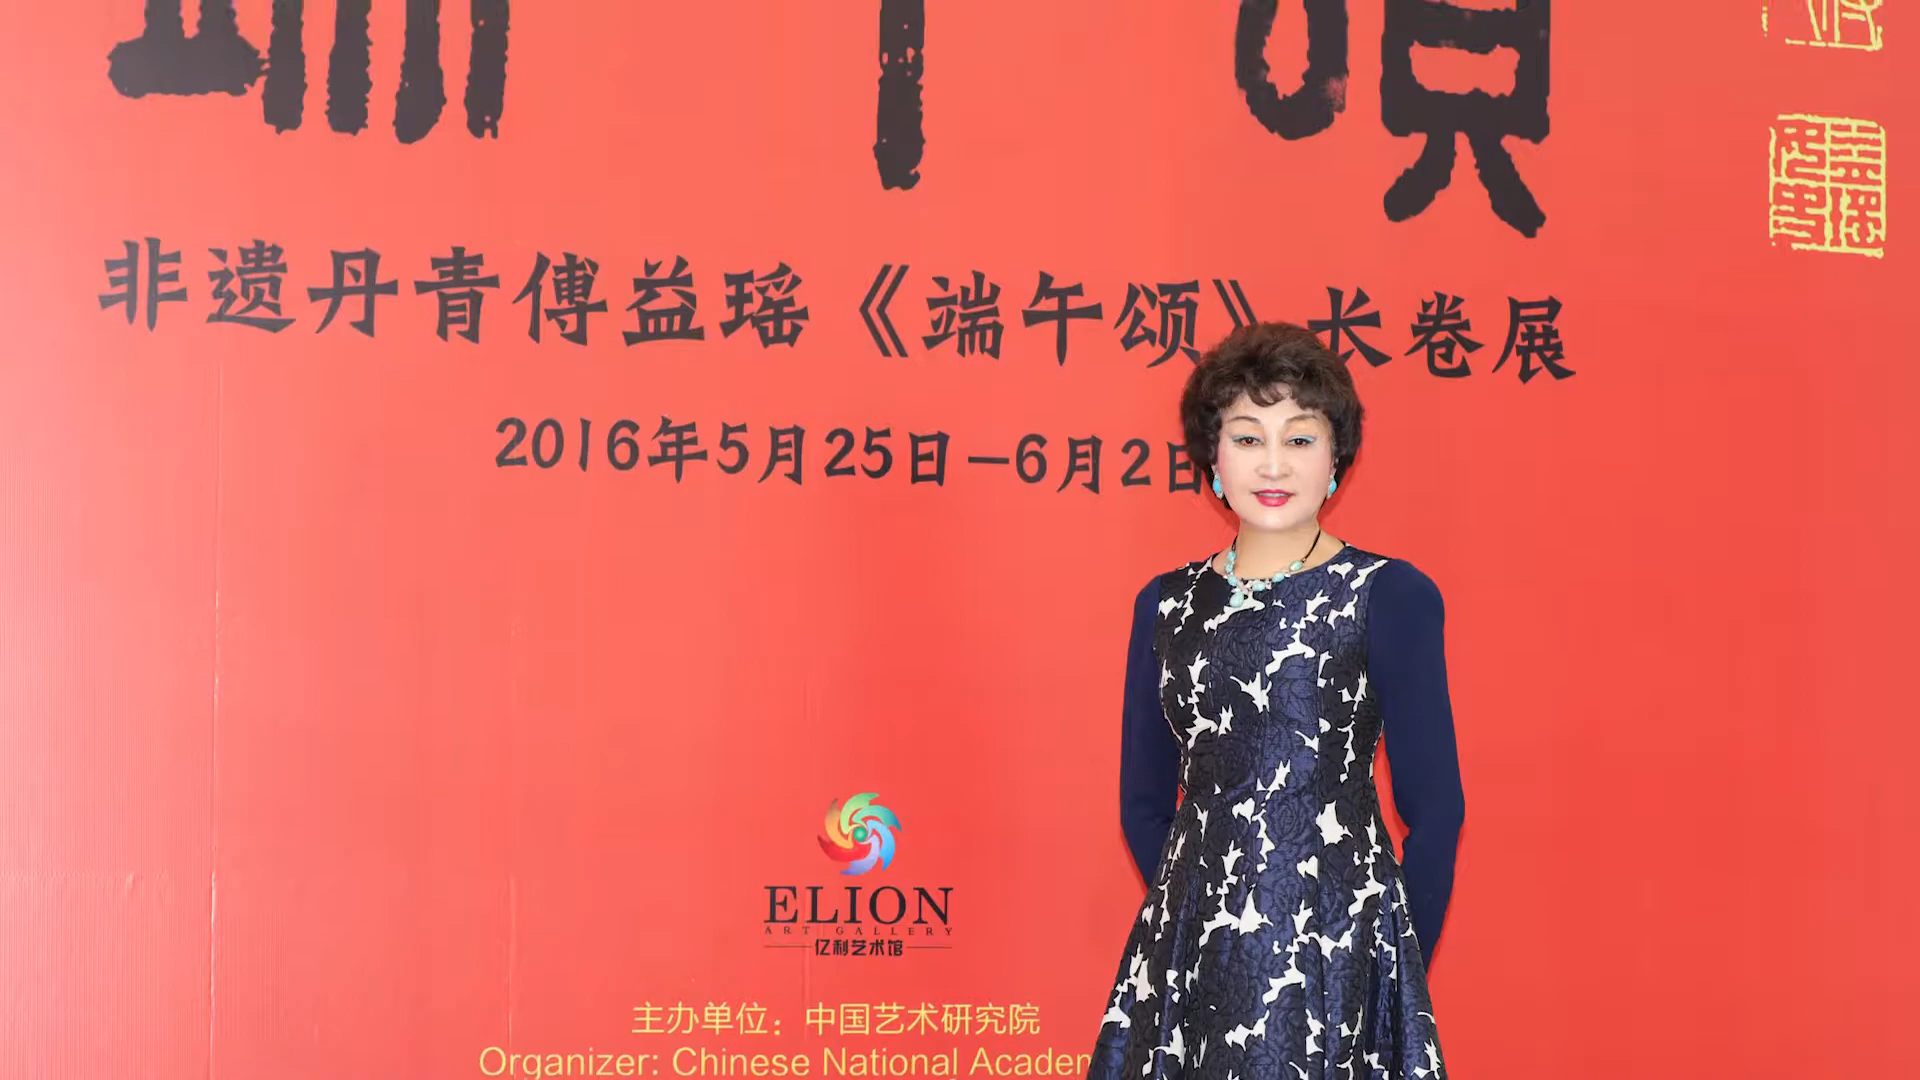 非遗丹青傅益瑶《端午颂》长卷展
2016年5月25日—6月2日
ELION
ART GALLERY
亿利艺术馆
主办单位：中国艺术研究院
Organizer: Chinese National Academ